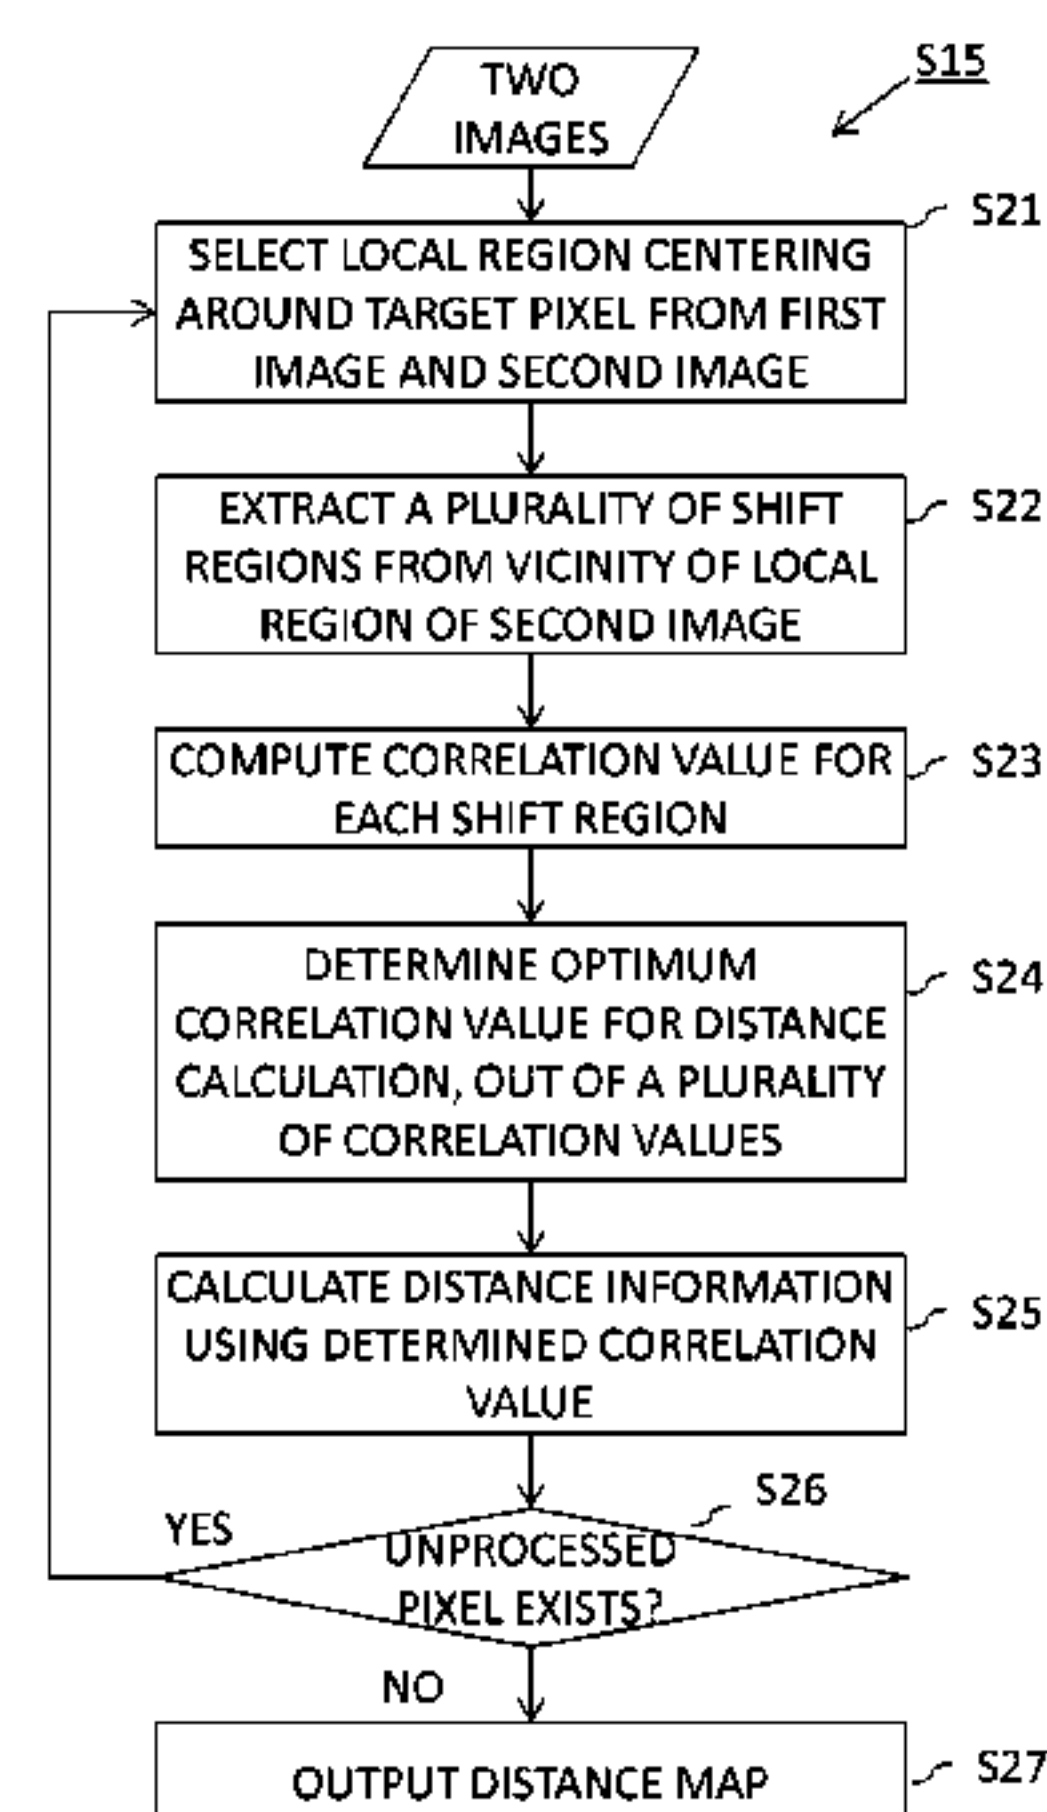 S15
TWO
IMAGES
S21
SELECT LOCAL REGION CENTERING
AROUND TARGET PIXEL FROM FIRST
IMAGE AND SECOND IMAGE
S22
EXTRACT A PLURALITY OF SHIFT
REGIONS FROM VICINITY OF LOCAL
REGION OF SECOND IMAGE
S23
COMPUTE CORRELATION VALUE FOR
EACH SHIFT REGION
S24
DETERMINE OPTIMUM
CORRELATION VALUE FOR DISTANCE
CALCULATION, OUT OF A PLURALITY
OF CORRELATION VALUES
S25
CALCULATE DISTANCE INFORMATION
USING DETERMINED CORRELATION
VALUE
S26
YES
UNPROCESSED
PIXEL EXISTS?
NO
S27
OUTPUT DISTANCE MAP